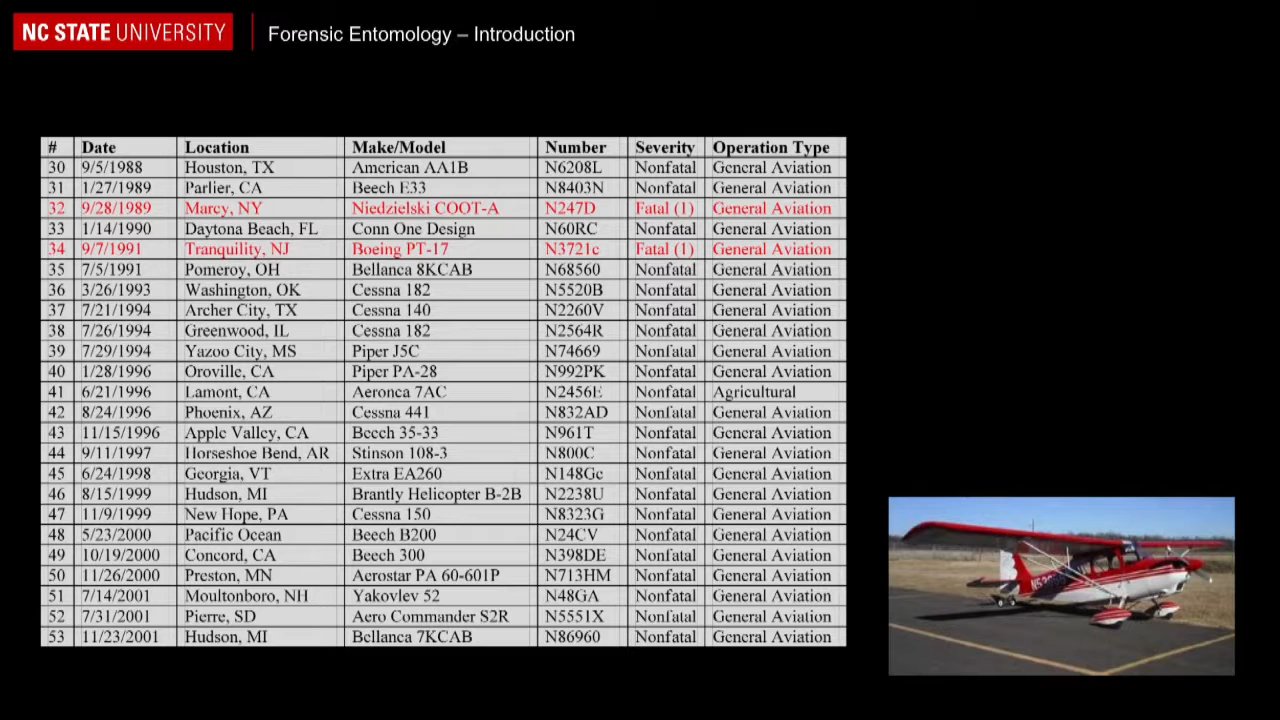 NC STATE UNIVERSITY
Forensic Entomology – Introduction
# Date Location Make/Model Number Severity Operation Type
30 9/5/1988 Houston, TX American AA1B N6208L Nonfatal General Aviation
31 1/27/1989 Parlier, CA Beech E33 N8403N Nonfatal General Aviation
32 9/28/1989 Marcy, NY Niedzielski COOT-A N247D Fatal (1) General Aviation
33 1/14/1990 Daytona Beach, FL Conn One Design N60RC Nonfatal General Aviation
34 9/7/1991 Tranquility, NJ Boeing PT-17 N3721c Fatal (1) General Aviation
35 7/5/1991 Pomeroy, OH Bellanca 8KCAB N68560 Nonfatal General Aviation
36 3/26/1993 Washington, OK Cessna 182 N5520B Nonfatal General Aviation
37 7/21/1994 Archer City, TX Cessna 140 N2260V Nonfatal General Aviation
38 7/26/1994 Greenwood, IL Cessna 182 N2564R Nonfatal General Aviation
39 7/29/1994 Yazoo City, MS Piper J5C N74669 Nonfatal General Aviation
40 1/28/1996 Oroville, CA Piper PA-28 N992PK Nonfatal General Aviation
41 6/21/1996 Lamont, CA Aeronca 7AC N2456E Nonfatal Agricultural
42 8/24/1996 Phoenix, AZ Cessna 441 N832AD Nonfatal General Aviation
43 11/15/1996 Apple Valley, CA Beech 35-33 N961T Nonfatal General Aviation
44 9/11/1997 Horseshoe Bend, AR Stinson 108-3 N800C Nonfatal General Aviation
45 6/24/1998 Georgia, VT Extra EA260 N148Gc Nonfatal General Aviation
46 8/15/1999 Hudson, MI Brantly Helicopter B-2B N2238U Nonfatal General Aviation
47 11/9/1999 New Hope, PA Cessna 150 N8323G Nonfatal General Aviation
48 5/23/2000 Pacific Ocean Beech B200 N24CV Nonfatal General Aviation
49 10/19/2000 Concord, CA Beech 300 N398DE Nonfatal General Aviation
50 11/26/2000 Preston, MN Aerostar PA 60-601P N713HM Nonfatal General Aviation
51 7/14/2001 Moultonboro, NH Yakovlev 52 N48GA Nonfatal General Aviation
52 7/31/2001 Pierre, SD Aero Commander S2R N5551X Nonfatal General Aviation
53 11/23/2001 Hudson, MI Bellanca 7KCAB N86960 Nonfatal General Aviation